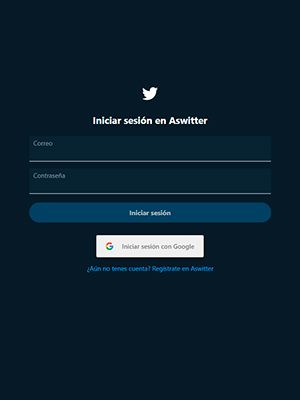 Iniciar sesión en Aswitter
Correo
Contraseña
Iniciar sesión
Iniciar sesión con Google
¿Aún no tenes cuenta? Registrate en Aswitter